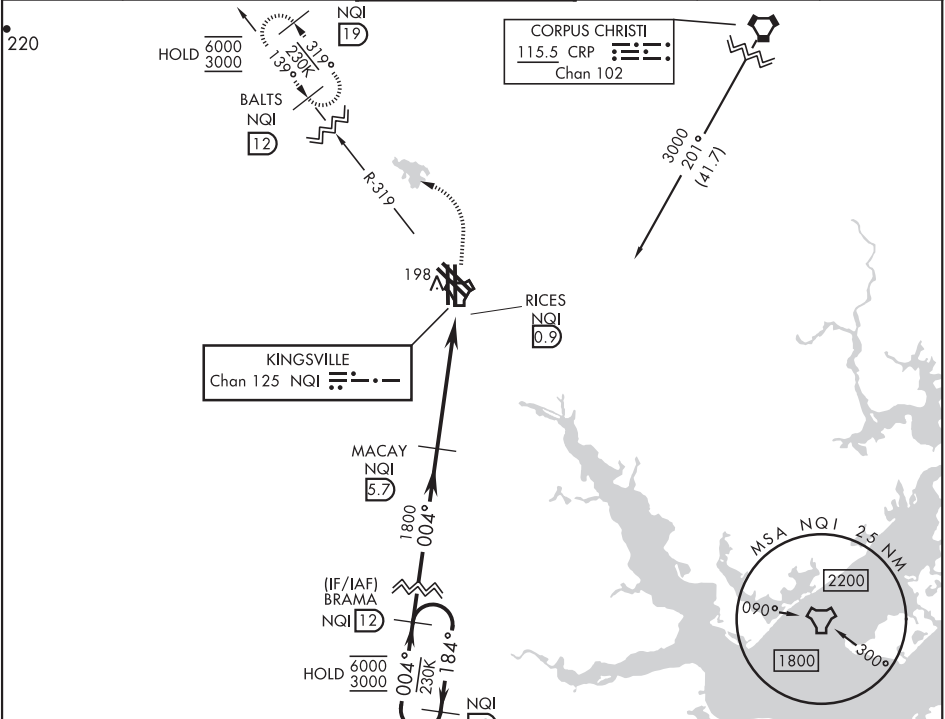 220
HOLD 6000
3000
NQI
19
319°
230K
139°
BALTS
NQI
12
R-319
CORPUS CHRISTI
115.5 CRP
Chan 102
3000
201°
(41.7)
198
RICES
NQI
0.9
KINGSVILLE
Chan 125 NQI
MACAY
NQI
5.7
1800
004°
(IF/IAF)
BRAMA
NQI 12
HOLD 6000
3000
004°
230K
184°
NQI
MSA NQI 25 NM
2200
090°
1800
300°